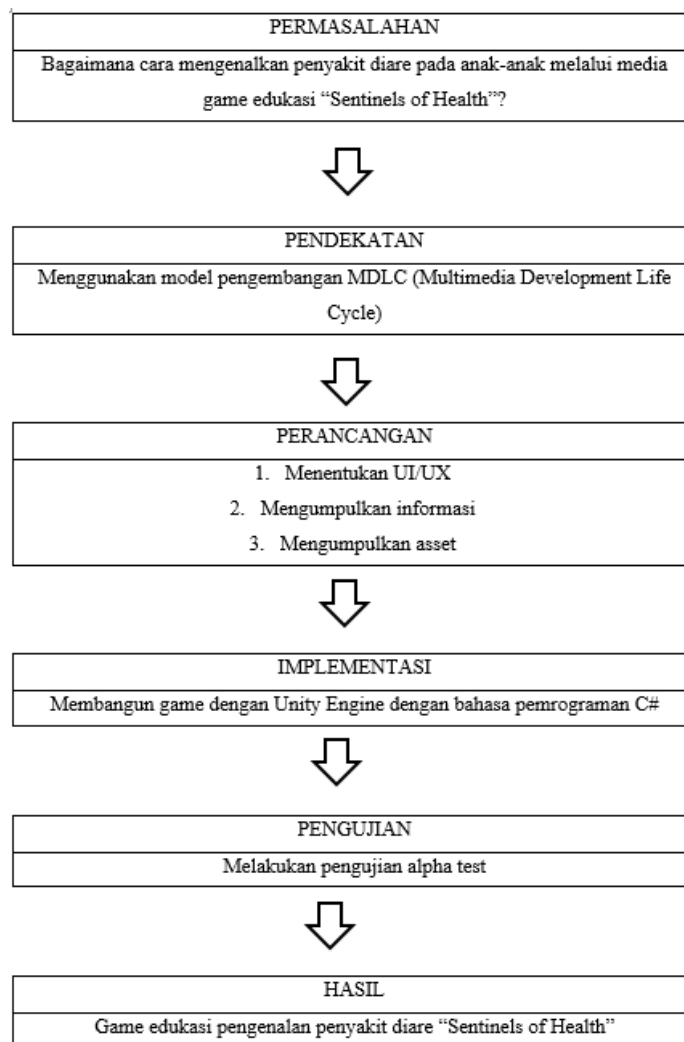 PERMASALAHAN
Bagaimana cara mengenalkan penyakit diare pada anak-anak melalui media
game edukasi “Sentinels of Health”?
PENDEKATAN
Menggunakan model pengembangan MDLC (Multimedia Development Life
Cycle)
PERANCANGAN
1. Menentukan UI/UX
2. Mengumpulkan informasi
3. Mengumpulkan asset
IMPLEMENTASI
Membangun game dengan Unity Engine dengan bahasa pemrograman C#
PENGUJIAN
Melakukan pengujian alpha test
HASIL
Game edukasi pengenalan penyakit diare “Sentinels of Health”